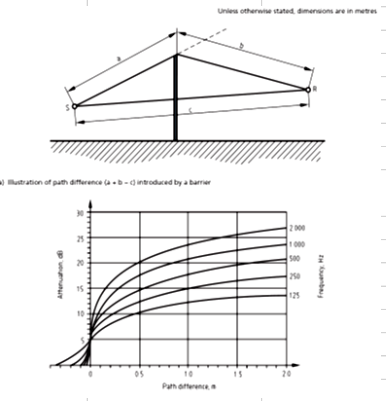 Unless otherwise stated, dimensions are in metres
a
b
S
R
c
a) Illustration of path difference (a + b − c) introduced by a barrier
30
25
20
15
10
5
Attenuation, dB
2 000
1 000
500
250
125
Frequency, Hz
0
0 5
1 0
1 5
2 0
Path difference, m